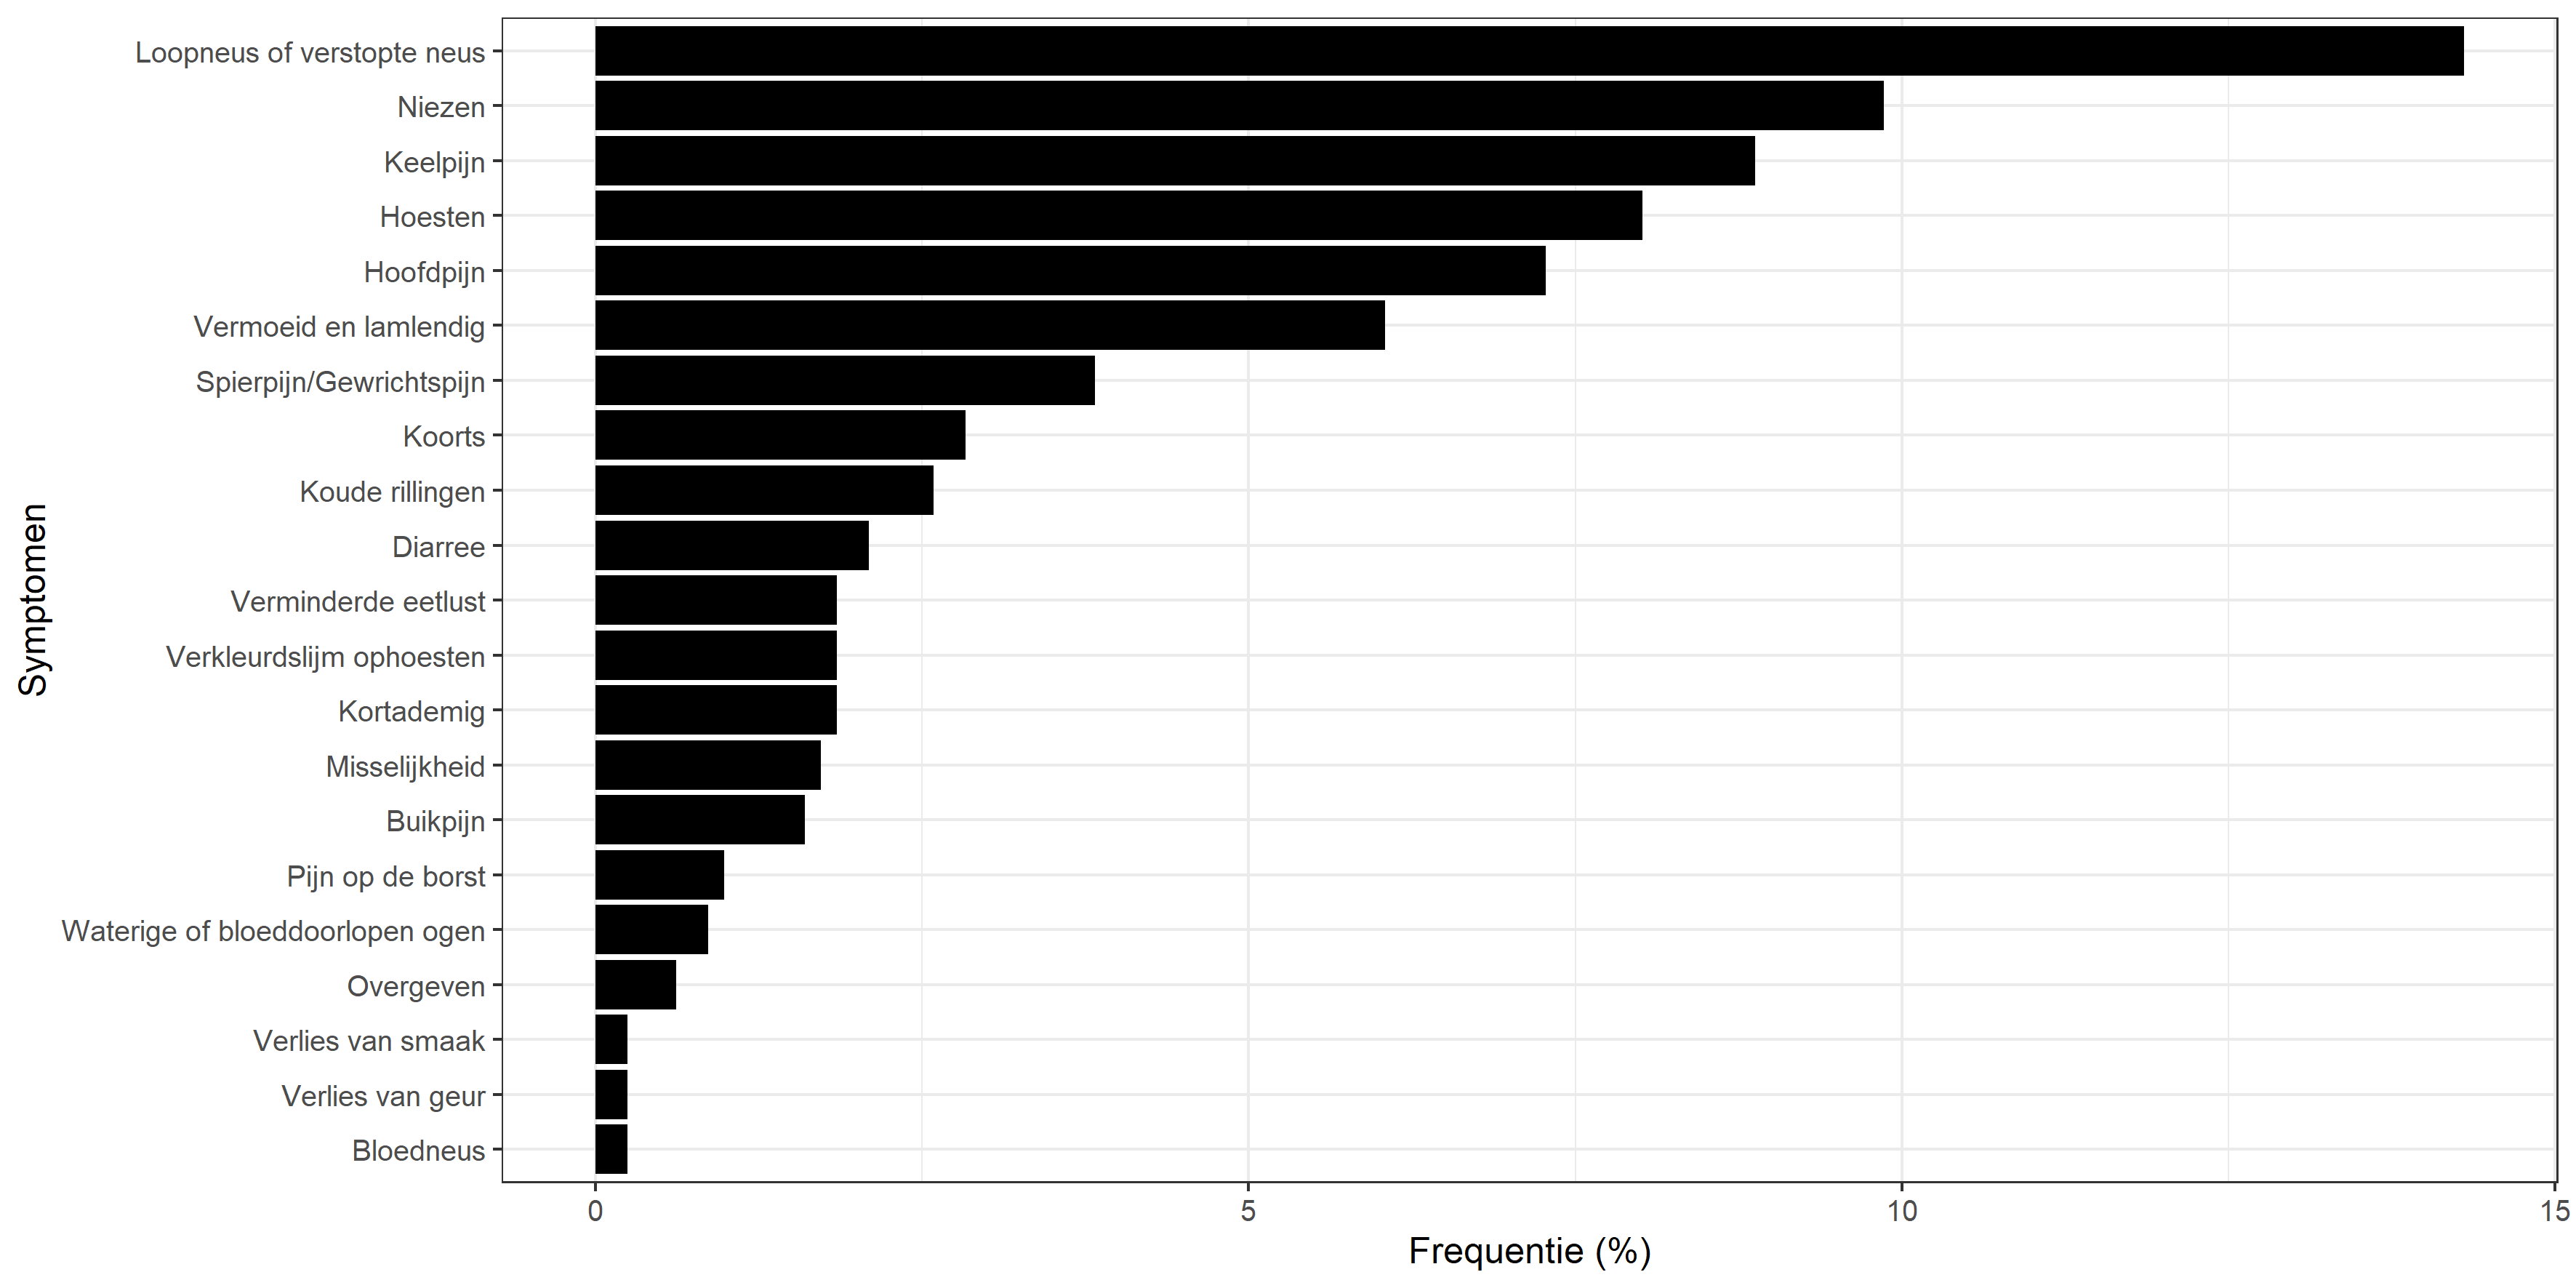 Loopneus of verstopte neus
Niezen
Keelpijn
Hoesten
Hoofdpijn
Vermoeid en lamlendig
Spierpijn/Gewrichtspijn
Koorts
Koude rillingen
Diarree
Verminderde eetlust
Verkleurdslijm ophoesten
Kortademig
Misselijkheid
Buikpijn
Pijn op de borst
Waterige of bloeddoorlopen ogen
Overgeven
Verlies van smaak
Verlies van geur
Bloedneus
Symptomen
0 5 10 15
Frequentie (%)